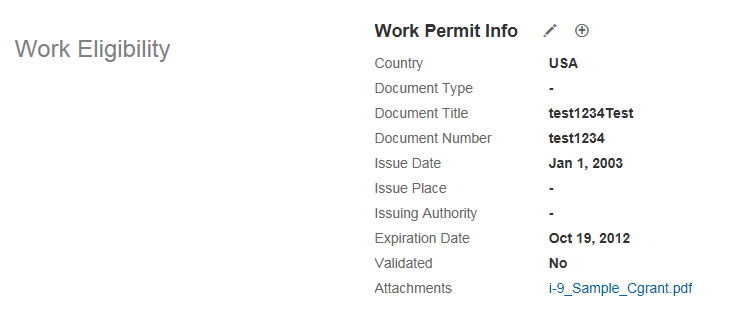 Work Eligibility
Work Permit Info
Country USA
Document Type -
Document Title test1234Test
Document Number test1234
Issue Date Jan 1, 2003
Issue Place -
Issuing Authority -
Expiration Date Oct 19, 2012
Validated No
Attachments i-9_Sample_Cgrant.pdf